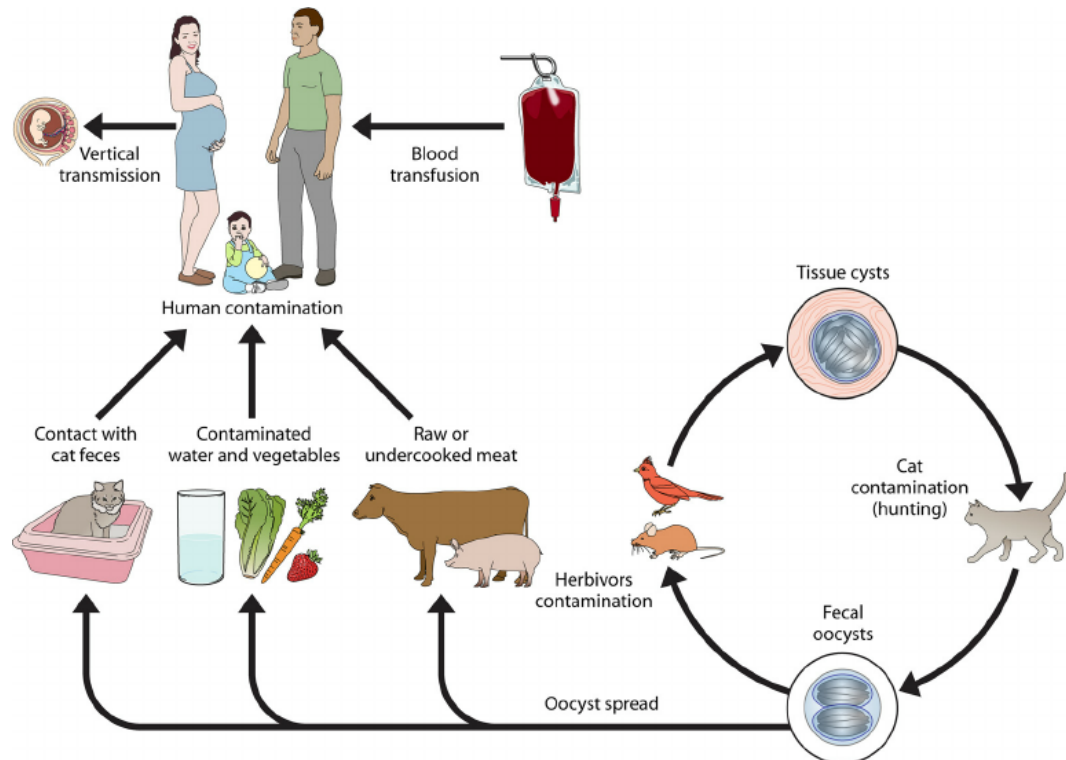 Vertical
transmission
Blood
transfusion
Human contamination
Tissue cysts
Contact with
cat feces
Contaminated
water and vegetables
Raw or
undercooked meat
Cat
contamination
(hunting)
Herbivors
contamination
Fecal
oocysts
Oocyst spread